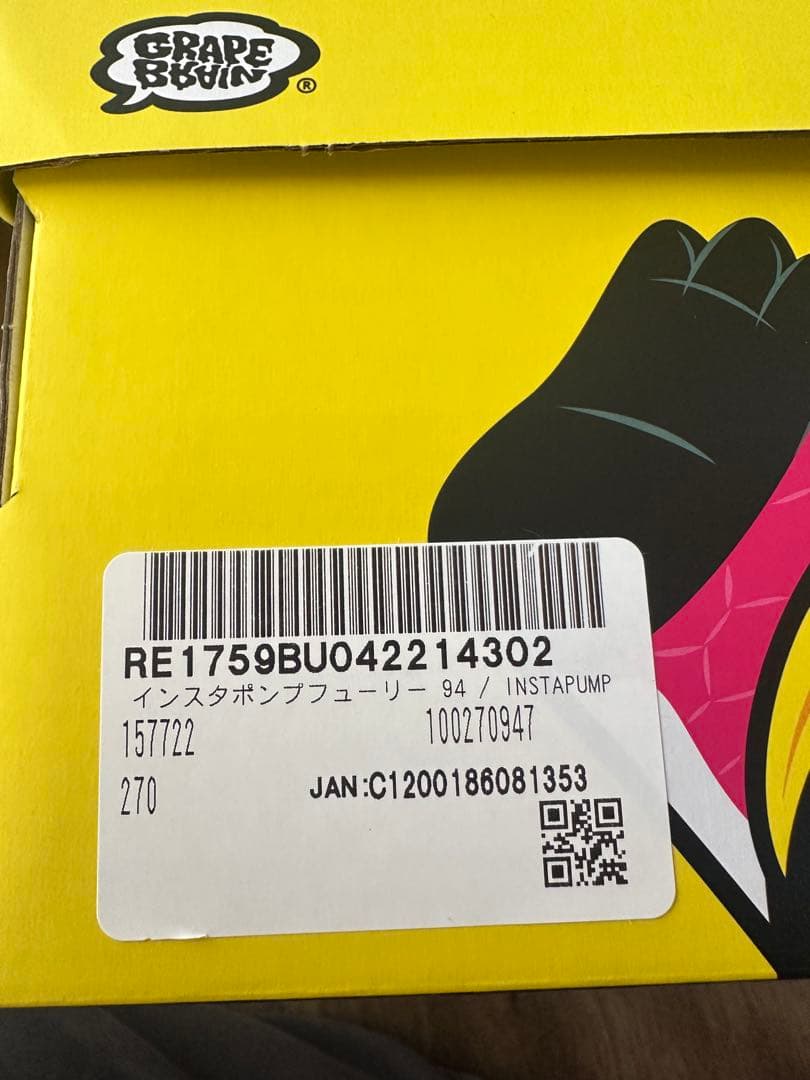 GRAPE
BRAIN
®
RE1759BU042214302
インスタポンプフューリー 94 / INSTAPUMP
157722 100270947
270 JAN:C1200186081353